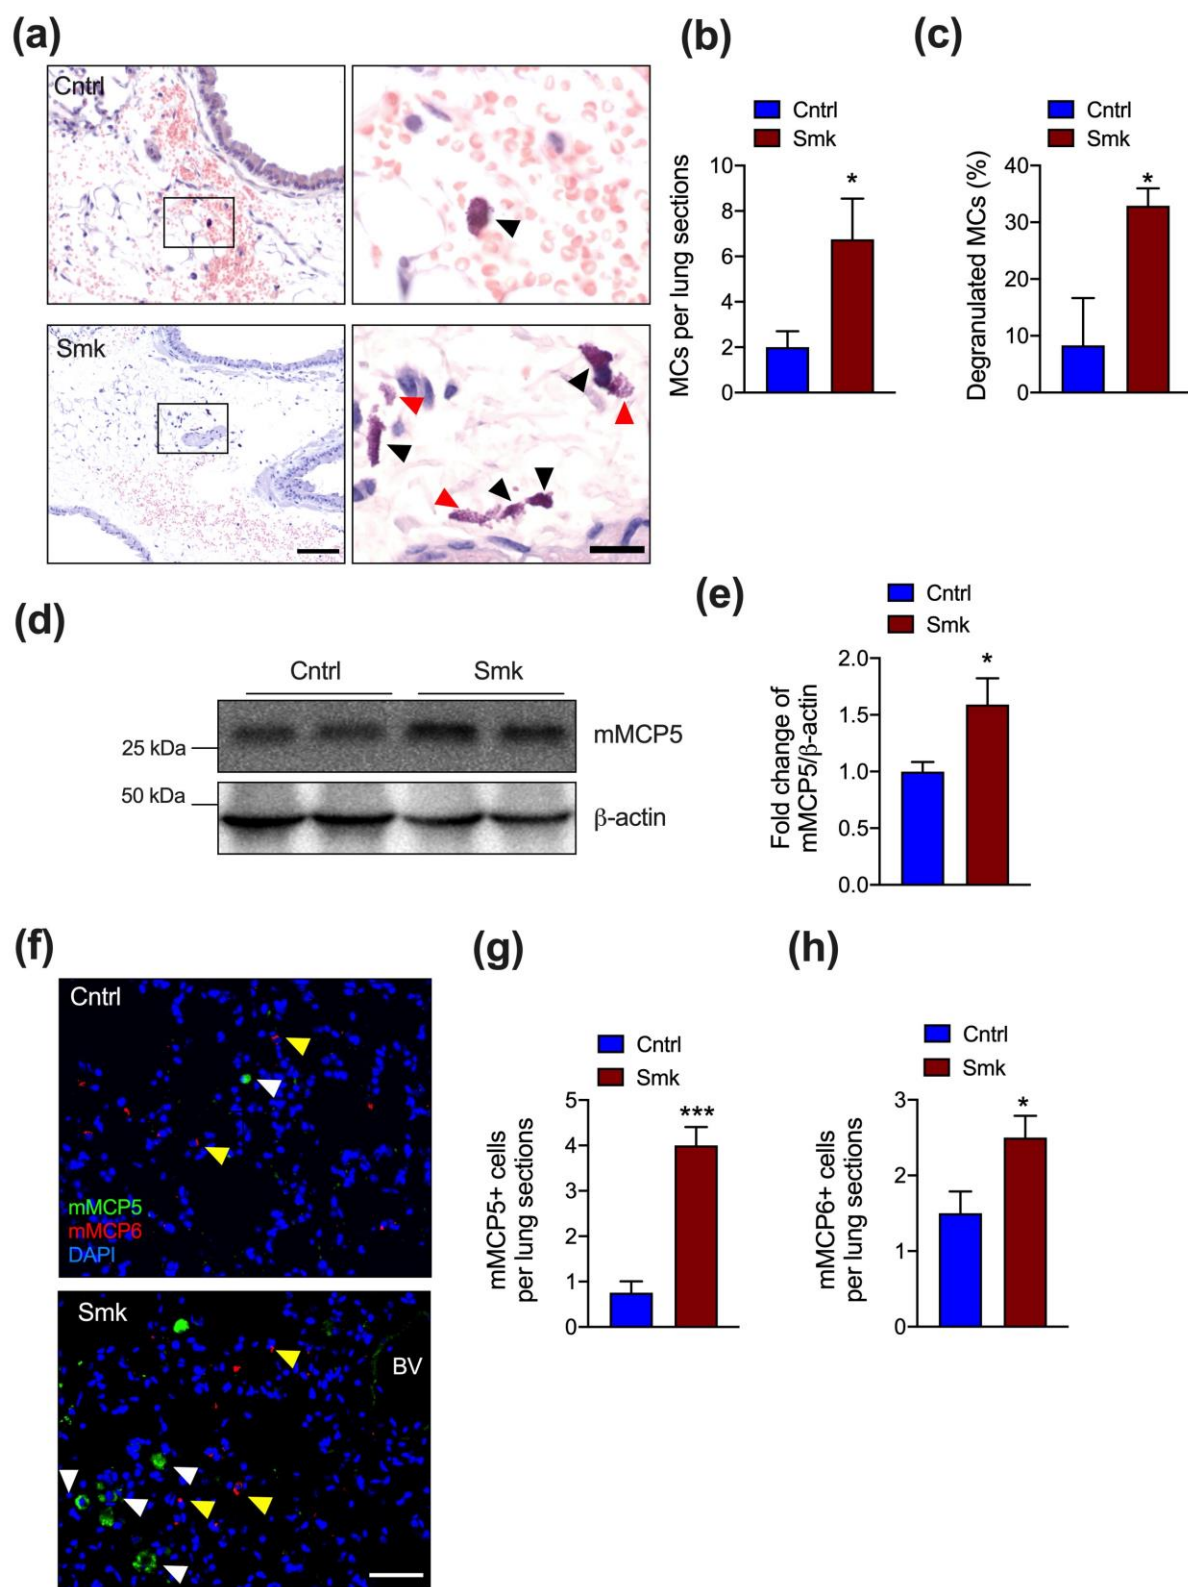 (a)
Cntrl
Smk
(b)
Cntrl
Smk
MCs per lung sections
10
8
6
4
2
0
*
(c)
Cntrl
Smk
Degranulated MCs (%)
40
30
20
10
0
*
(d)
Cntrl Smk
25 kDa
mMCP5
50 kDa
β-actin
(e)
Cntrl
Smk
Fold change of
mMCP5/β-actin
2.0
1.5
1.0
0.5
0.0
*
(f)
Cntrl
mMCP5
mMCP6
DAPI
Smk
BV
(g)
Cntrl
Smk
mMCP5+ cells
per lung sections
5
4
3
2
1
0
***
(h)
Cntrl
Smk
mMCP6+ cells
per lung sections
3
2
1
0
*